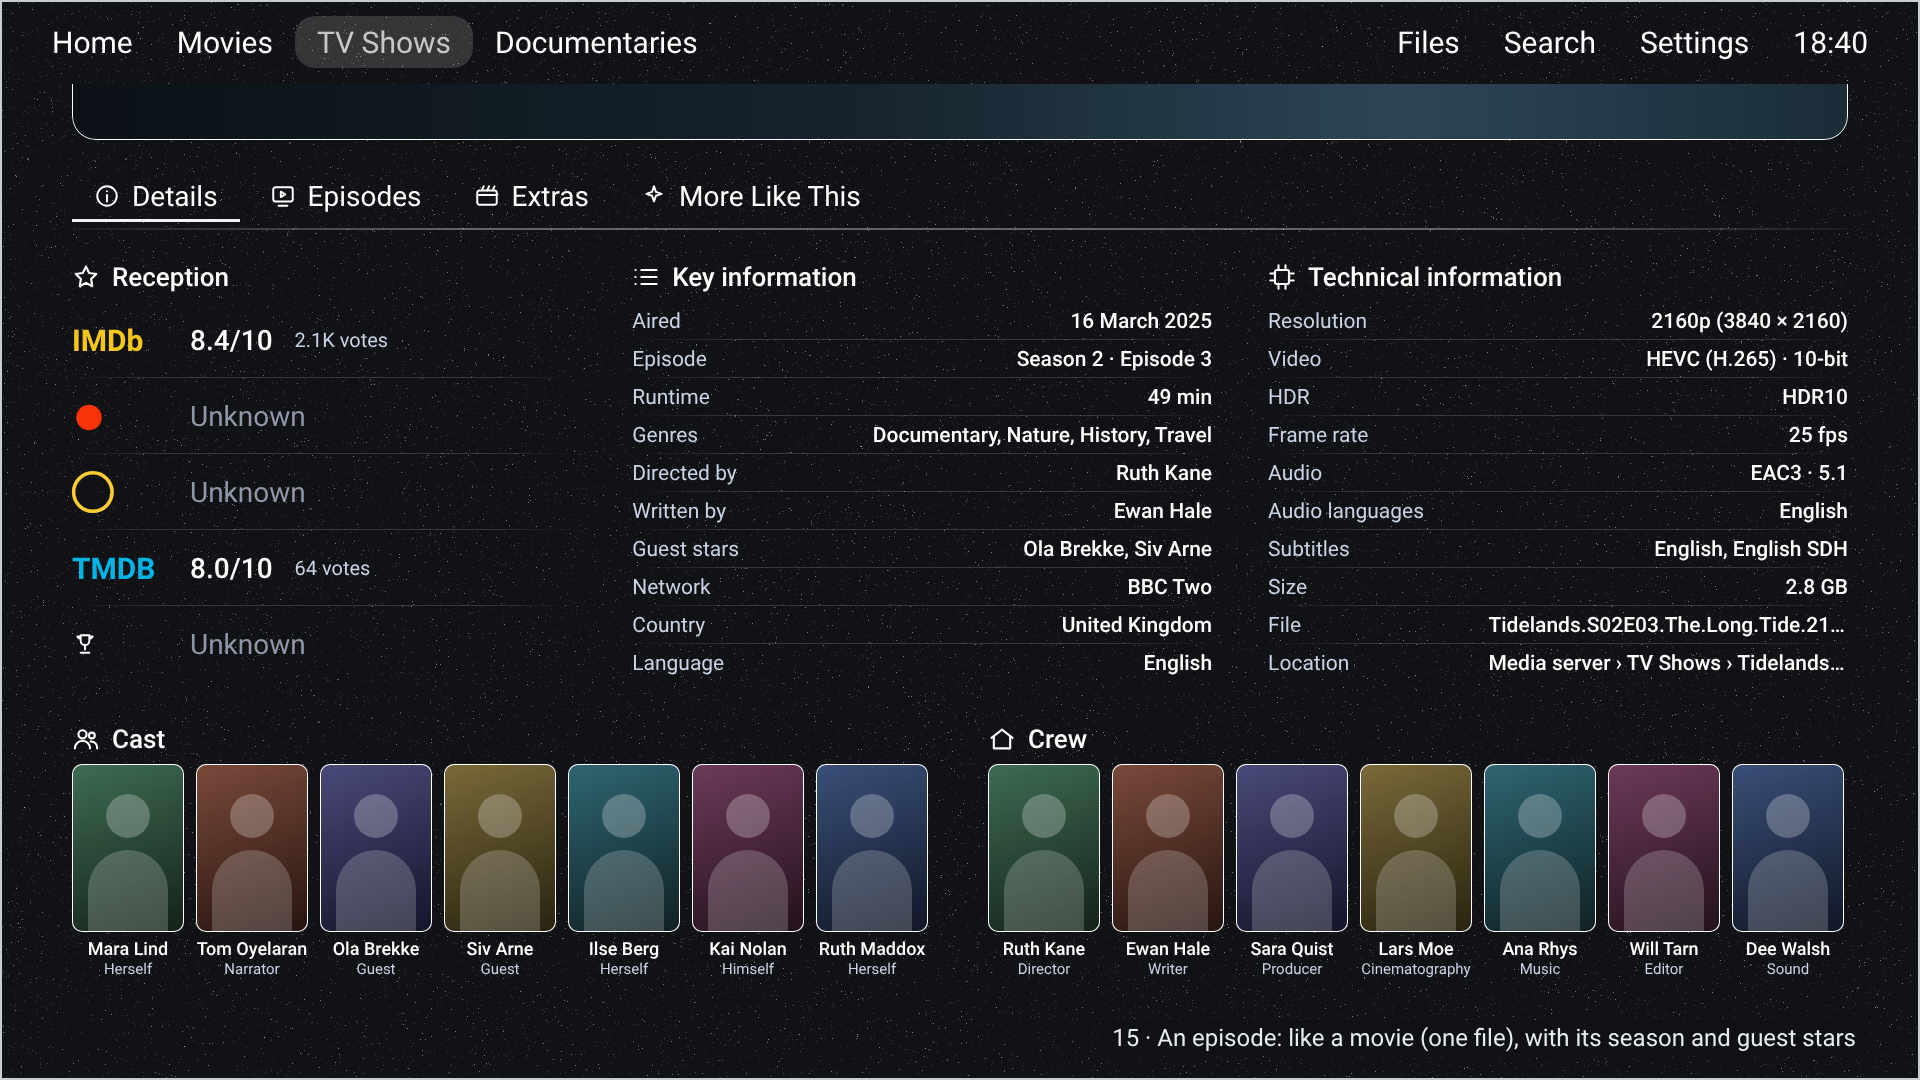 Home Movies TV Shows Documentaries Files Search Settings 18:40
Details Episodes Extras More Like This
Reception
IMDb 8.4/10 2.1K votes
Unknown
Unknown
TMDB 8.0/10 64 votes
Unknown
Key information
Aired 16 March 2025
Episode Season 2 · Episode 3
Runtime 49 min
Genres Documentary, Nature, History, Travel
Directed by Ruth Kane
Written by Ewan Hale
Guest stars Ola Brekke, Siv Arne
Network BBC Two
Country United Kingdom
Language English
Technical information
Resolution 2160p (3840 × 2160)
Video HEVC (H.265) · 10-bit
HDR HDR10
Frame rate 25 fps
Audio EAC3 · 5.1
Audio languages English
Subtitles English, English SDH
Size 2.8 GB
File Tidelands.S02E03.The.Long.Tide.21…
Location Media server › TV Shows › Tidelands…
Cast
Mara Lind Tom Oyelaran Ola Brekke Siv Arne Ilse Berg Kai Nolan Ruth Maddox
Herself Narrator Guest Guest Herself Himself Herself
Crew
Ruth Kane Ewan Hale Sara Quist Lars Moe Ana Rhys Will Tarn Dee Walsh
Director Writer Producer Cinematography Music Editor Sound
15 · An episode: like a movie (one file), with its season and guest stars